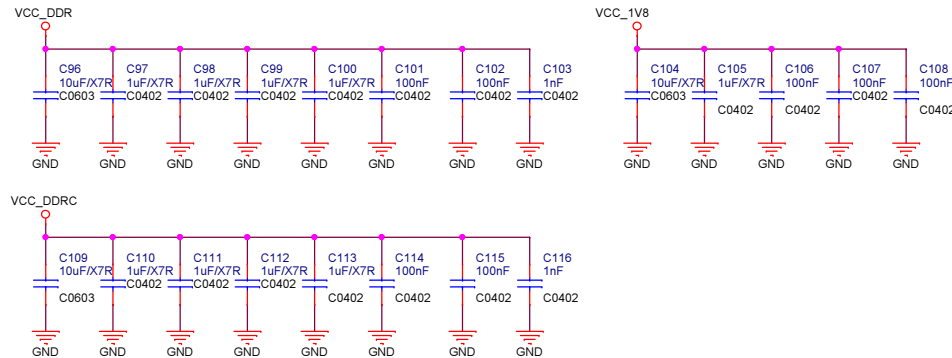 VCC_DDR
C96 C97 C98 C99 C100 C101 C102 C103
10uF/X7R 1uF/X7R 1uF/X7R 1uF/X7R 1uF/X7R 100nF 100nF 1nF
C0603 C0402 C0402 C0402 C0402 C0402 C0402 C0402
GND GND GND GND GND GND GND GND
VCC_1V8
C104 C105 C106 C107 C108
10uF/X7R 1uF/X7R 100nF 100nF 100nF
C0603 C0402 C0402 C0402 C0402
GND GND GND GND GND
VCC_DDRC
C109 C110 C111 C112 C113 C114 C115 C116
10uF/X7R 1uF/X7R 1uF/X7R 1uF/X7R 1uF/X7R 100nF 100nF 1nF
C0603 C0402 C0402 C0402 C0402 C0402 C0402 C0402
GND GND GND GND GND GND GND GND